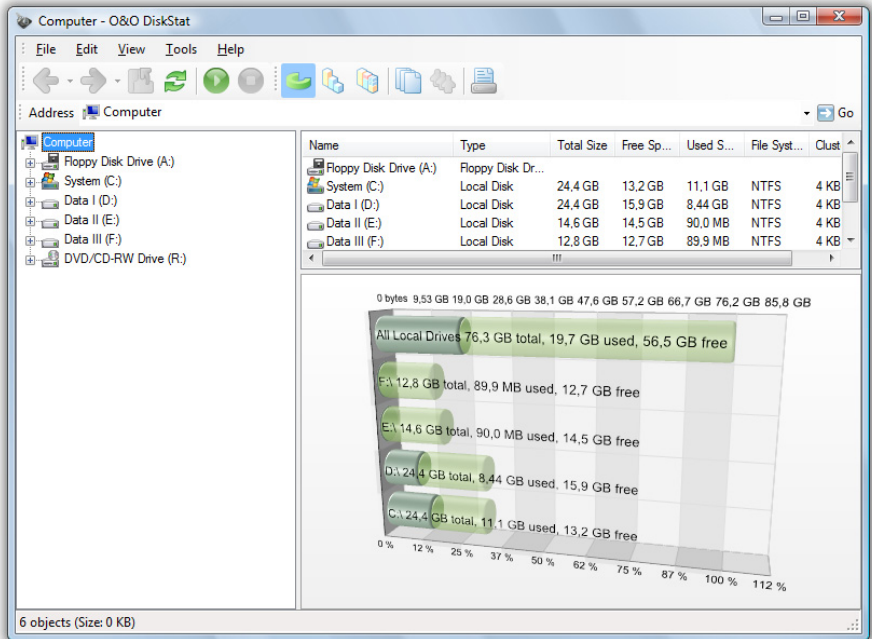 Computer - O&O DiskStat
File Edit View Tools Help
Address Computer Go
Computer
Floppy Disk Drive (A:)
System (C:)
Data I (D:)
Data II (E:)
Data III (F:)
DVD/CD-RW Drive (R:)
Name Type Total Size Free Sp... Used S... File Syst... Clust
Floppy Disk Drive (A:) Floppy Disk Dr...
System (C:) Local Disk 24,4 GB 13,2 GB 11,1 GB NTFS 4 KB
Data I (D:) Local Disk 24,4 GB 15,9 GB 8,44 GB NTFS 4 KB
Data II (E:) Local Disk 14,6 GB 14,5 GB 90,0 MB NTFS 4 KB
Data III (F:) Local Disk 12,8 GB 12,7 GB 89,9 MB NTFS 4 KB
0 bytes 9,53 GB 19,0 GB 28,6 GB 38,1 GB 47,6 GB 57,2 GB 66,7 GB 76,2 GB 85,8 GB
All Local Drives 76,3 GB total, 19,7 GB used, 56,5 GB free
F:\ 12,8 GB total, 89,9 MB used, 12,7 GB free
E:\ 14,6 GB total, 90,0 MB used, 14,5 GB free
D:\ 24,4 GB total, 8,44 GB used, 15,9 GB free
C:\ 24,4 GB total, 11,1 GB used, 13,2 GB free
0 % 12 % 25 % 37 % 50 % 62 % 75 % 87 % 100 % 112 %
6 objects (Size: 0 KB)